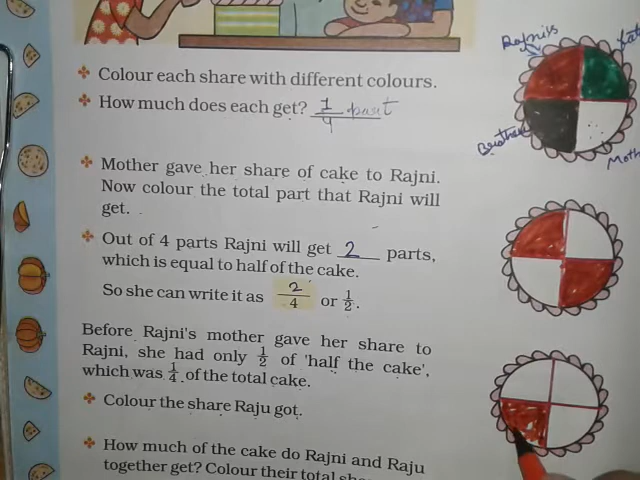 Rajni's
❖ Colour each share with different colours.
❖ How much does each get? 1/4 part
Brother
Moth
❖ Mother gave her share of cake to Rajni.
Now colour the total part that Rajni will
get.
❖ Out of 4 parts Rajni will get 2 parts,
which is equal to half of the cake.
So she can write it as 2/4 or 1/2.
Before Rajni's mother gave her share to
Rajni, she had only 1/2 of 'half the cake',
which was 1/4 of the total cake.
❖ Colour the share Raju got.
❖ How much of the cake do Rajni and Raju
together get? Colour their total